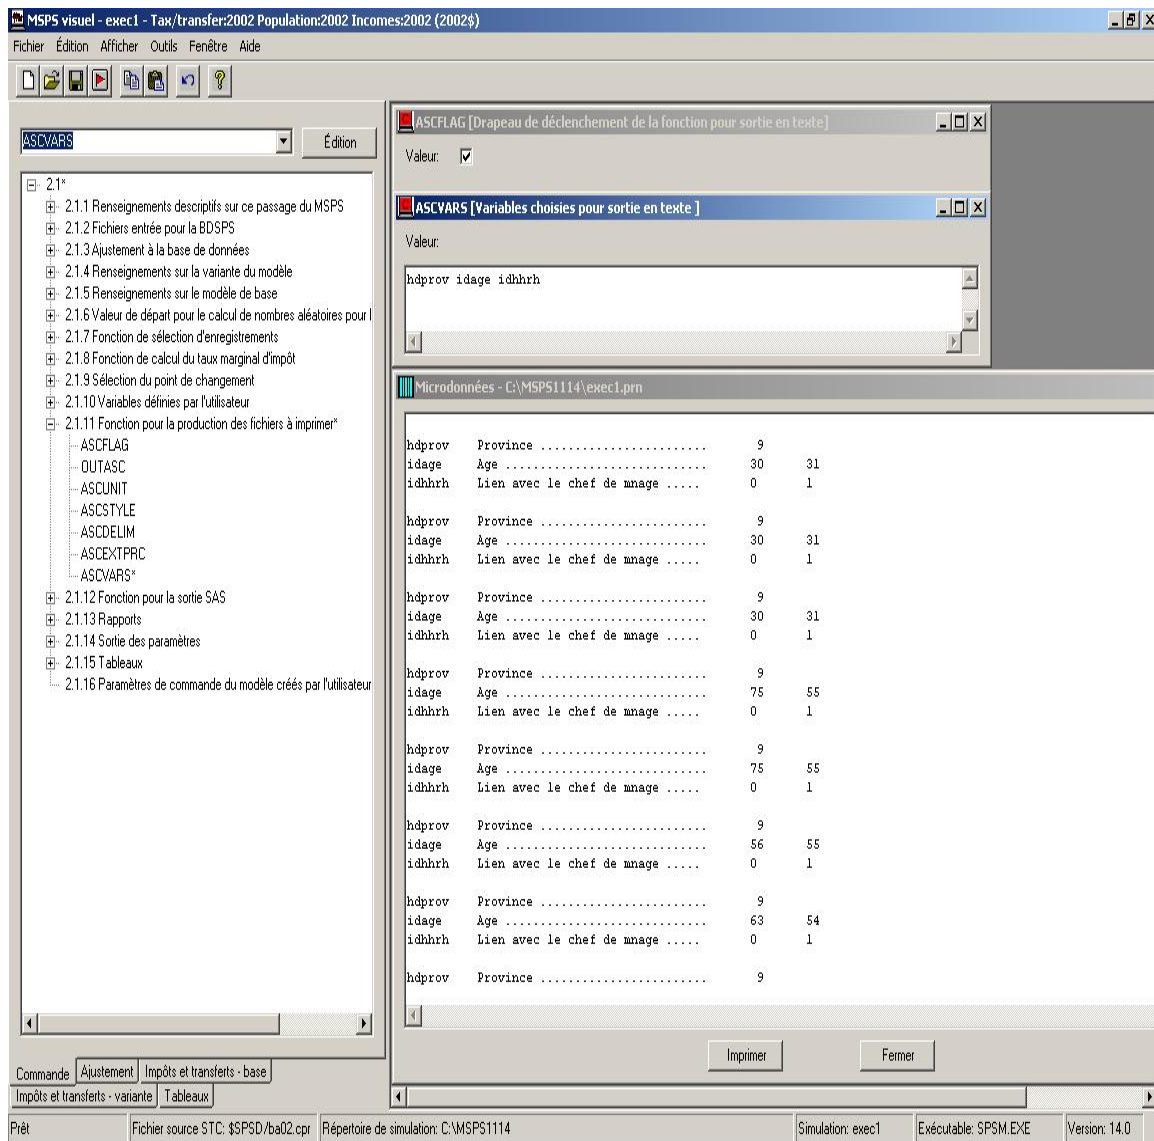 MSPS visuel - exec1 - Tax/transfer:2002 Population:2002 Incomes:2002 (2002$)
Fichier Édition Afficher Outils Fenêtre Aide
ASCVARS
Édition
2.1*
2.1.1 Renseignements descriptifs sur ce passage du MSPS
2.1.2 Fichiers entrée pour la BDSPS
2.1.3 Ajustement à la base de données
2.1.4 Renseignements sur la variante du modèle
2.1.5 Renseignements sur le modèle de base
2.1.6 Valeur de départ pour le calcul de nombres aléatoires pour l
2.1.7 Fonction de sélection d'enregistrements
2.1.8 Fonction de calcul du taux marginal d'impôt
2.1.9 Sélection du point de changement
2.1.10 Variables définies par l'utilisateur
2.1.11 Fonction pour la production des fichiers à imprimer*
ASCFLAG
OUTASC
ASCUNIT
ASCSTYLE
ASCDELIM
ASCEXTPRC
ASCVARS*
2.1.12 Fonction pour la sortie SAS
2.1.13 Rapports
2.1.14 Sortie des paramètres
2.1.15 Tableaux
2.1.16 Paramètres de commande du modèle créés par l'utilisateur
Commande Ajustement Impôts et transferts - base
Impôts et transferts - variante Tableaux
ASCFLAG [Drapeau de déclenchement de la fonction pour sortie en texte]
Valeur:
ASCVARS [Variables choisies pour sortie en texte ]
Valeur:
hdprov idage idhhrh
Microdonnées - C:\MSPS1114\exec1.prn
hdprov Province ........................ 9
idage Age ............................. 30 31
idhhrh Lien avec le chef de mnage ..... 0 1
hdprov Province ........................ 9
idage Age ............................. 30 31
idhhrh Lien avec le chef de mnage ..... 0 1
hdprov Province ........................ 9
idage Age ............................. 30 31
idhhrh Lien avec le chef de mnage ..... 0 1
hdprov Province ........................ 9
idage Age ............................. 75 55
idhhrh Lien avec le chef de mnage ..... 0 1
hdprov Province ........................ 9
idage Age ............................. 75 55
idhhrh Lien avec le chef de mnage ..... 0 1
hdprov Province ........................ 9
idage Age ............................. 56 55
idhhrh Lien avec le chef de mnage ..... 0 1
hdprov Province ........................ 9
idage Age ............................. 63 54
idhhrh Lien avec le chef de mnage ..... 0 1
hdprov Province ........................ 9
Imprimer Fermer
Prêt Fichier source STC: $SPSD/ba02.cpr Répertoire de simulation: C:\MSPS1114 Simulation: exec1 Exécutable: SPSM.EXE Version: 14.0